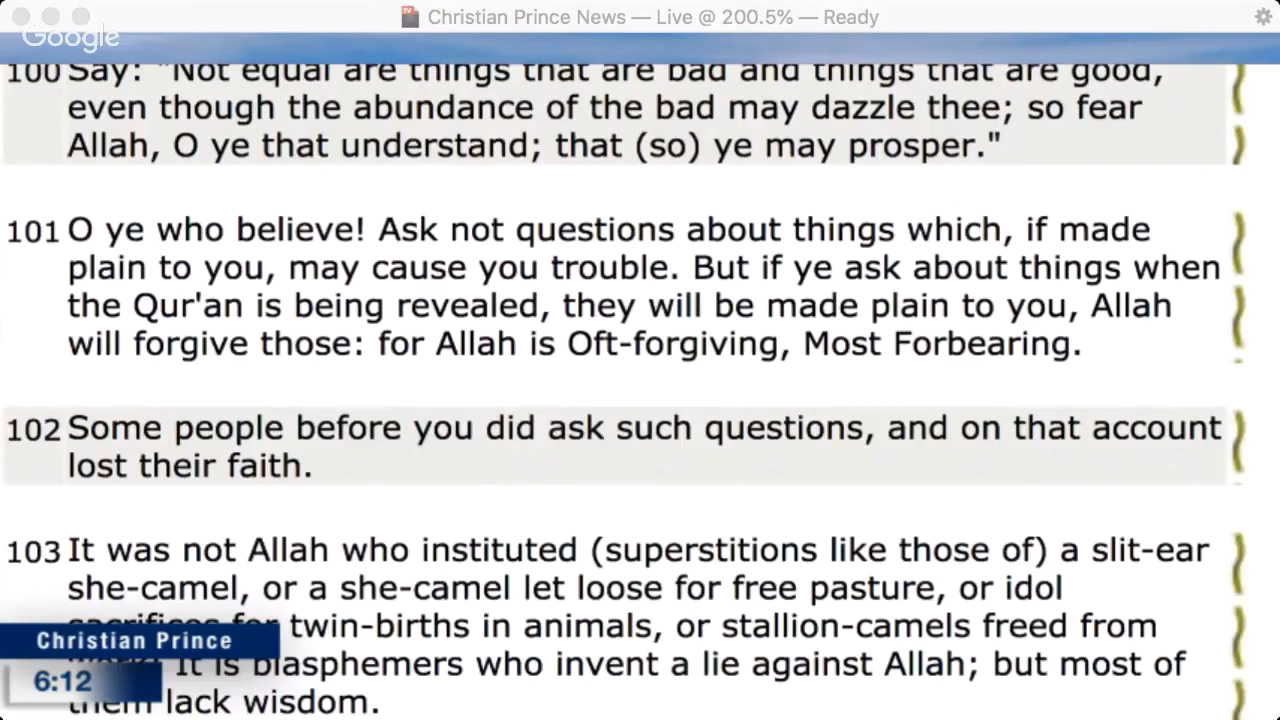 Christian Prince News — Live @ 200.5% — Ready
Google
100 Say: "Not equal are things that are bad and things that are good,
even though the abundance of the bad may dazzle thee; so fear
Allah, O ye that understand; that (so) ye may prosper."
101 O ye who believe! Ask not questions about things which, if made
plain to you, may cause you trouble. But if ye ask about things when
the Qur'an is being revealed, they will be made plain to you, Allah
will forgive those: for Allah is Oft-forgiving, Most Forbearing.
102 Some people before you did ask such questions, and on that account
lost their faith.
103 It was not Allah who instituted (superstitions like those of) a slit-ear
she-camel, or a she-camel let loose for free pasture, or idol
sacrifices for twin-births in animals, or stallion-camels freed from
It is blasphemers who invent a lie against Allah; but most of
them lack wisdom.
Christian Prince
6:12